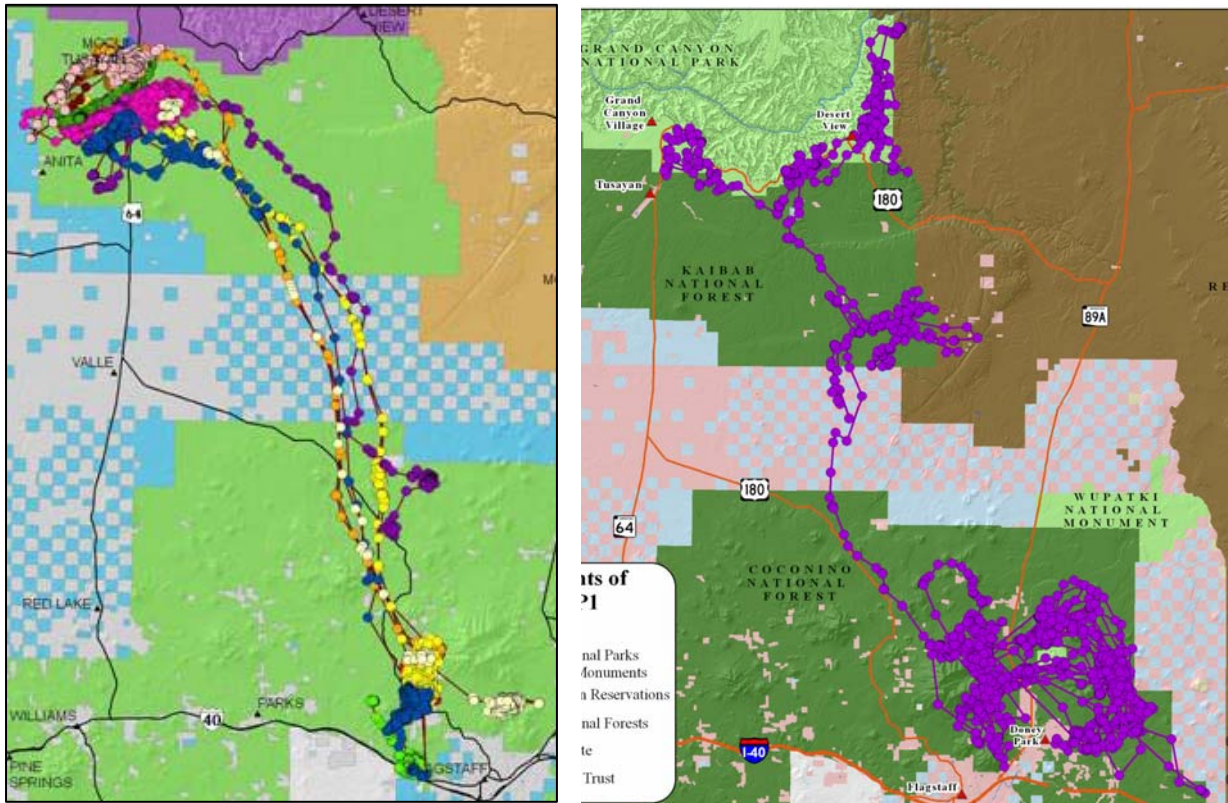 DESERT
VIEW
TUSAYAN
ANITA
64
VALLE
RED LAKE
PARKS
WILLIAMS
40
PINE
SPRINGS
GRAND CANYON
NATIONAL PARK
Grand
Canyon
Village
Desert
View
Tusayan
180
KAIBAB
NATIONAL
FOREST
89A
RE
180
WUPATKI
NATIONAL
MONUMENT
64
COCONINO
NATIONAL
FOREST
nts of
P1
nal Parks
Monuments
n Reservations
nal Forests
te
Trust
Doney
Park
I-40
Flagstaff